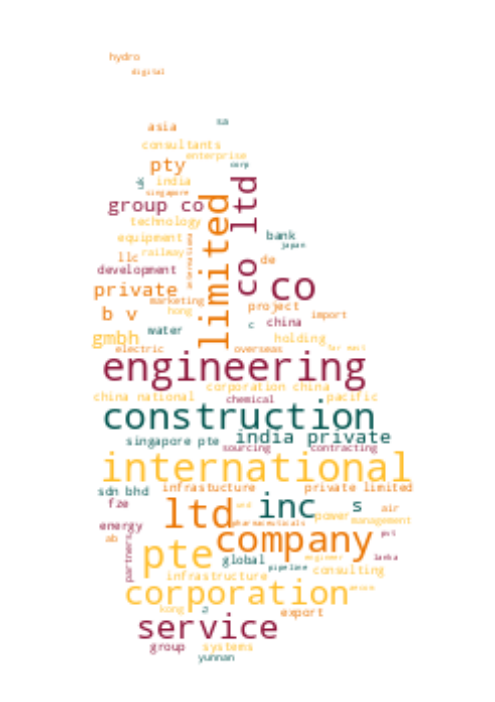 hydro
digital
sa
asia
consultants
enterprise
corp
pty
uk
india
singapore
co ltd
limited
group co
technology
bank
equipment
japan
railway
llc
de
development
co
private
marketing
project
b v
hong
import
c china
water
gmbh
holding
electric
overseas
far east
engineering
corporation china
china national
chemical
pacific
construction
india private
singapore pte
sourcing
contracting
international
sdn bhd
infrastucture
private limited
fze
ltd
inc
s
air
power
management
pharmaceuticals
energy
ab
company
pte
global
lanka
partners
pipeline
consulting
infrastructure
corporation
kong
export
service
group
systems
yunnan